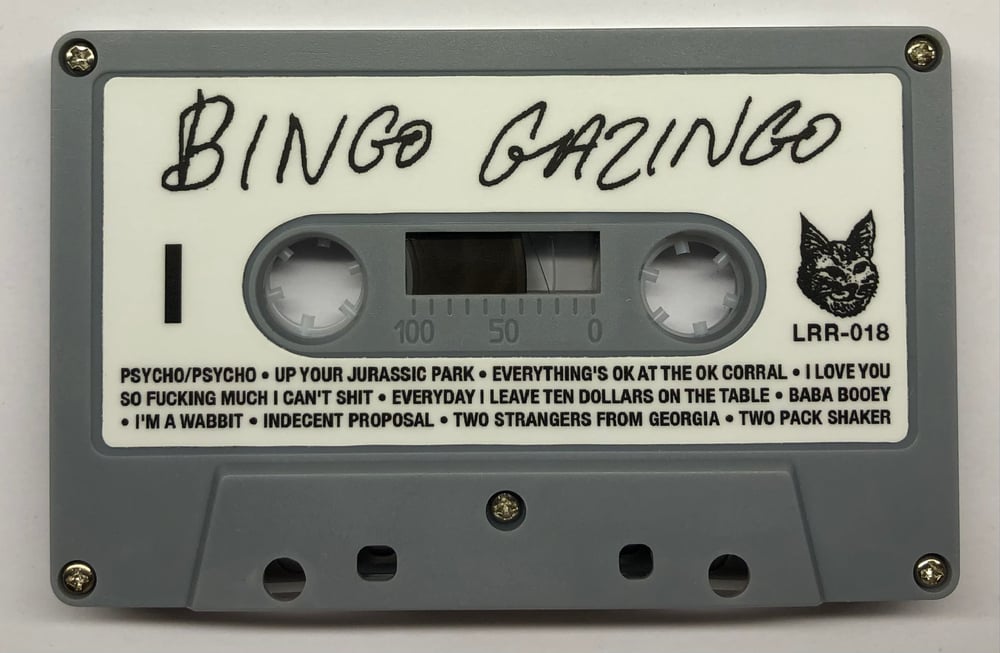 BINGO GAZINGO
I
100 50 0
LRR-018
PSYCHO/PSYCHO • UP YOUR JURASSIC PARK • EVERYTHING'S OK AT THE OK CORRAL • I LOVE YOU
SO FUCKING MUCH I CAN'T SHIT • EVERYDAY I LEAVE TEN DOLLARS ON THE TABLE • BABA BOOEY
• I'M A WABBIT • INDECENT PROPOSAL • TWO STRANGERS FROM GEORGIA • TWO PACK SHAKER